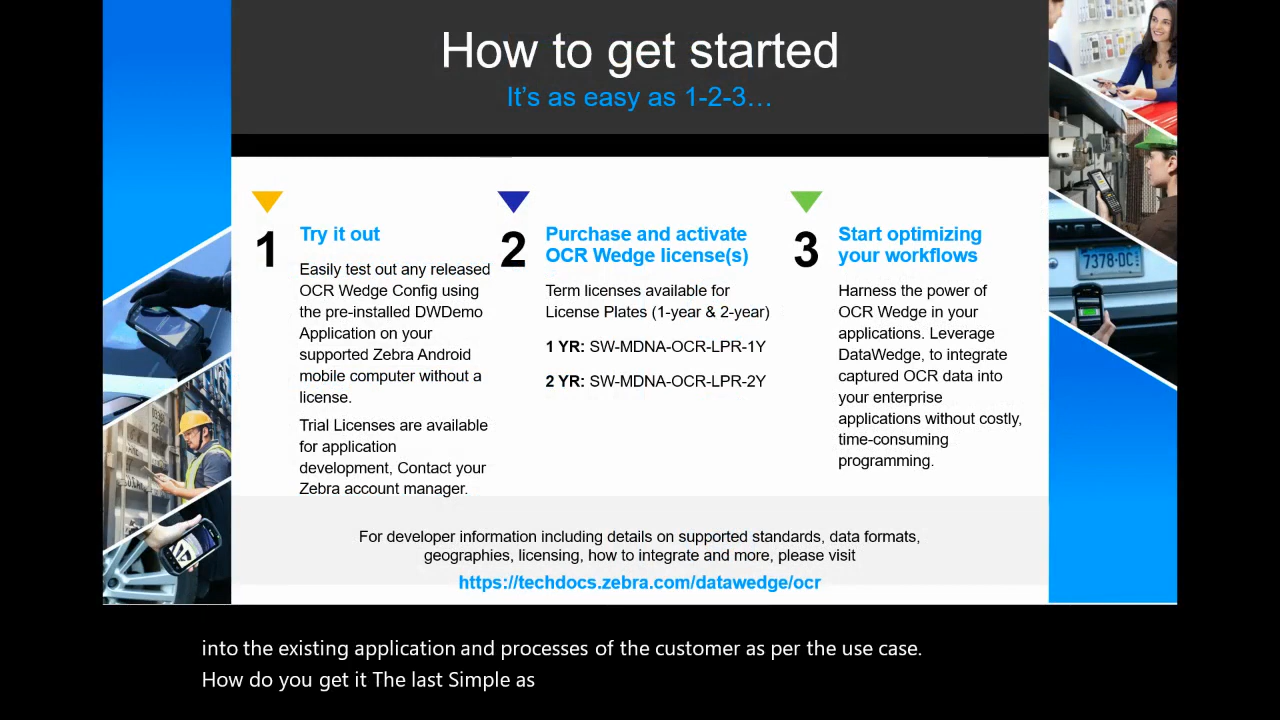 How to get started
It's as easy as 1-2-3…
1
Try it out
Easily test out any released
OCR Wedge Config using
the pre-installed DWDemo
Application on your
supported Zebra Android
mobile computer without a
license.
Trial Licenses are available
for application
development, Contact your
Zebra account manager.
2
Purchase and activate
OCR Wedge license(s)
Term licenses available for
License Plates (1-year & 2-year)
1 YR: SW-MDNA-OCR-LPR-1Y
2 YR: SW-MDNA-OCR-LPR-2Y
3
Start optimizing
your workflows
Harness the power of
OCR Wedge in your
applications. Leverage
DataWedge, to integrate
captured OCR data into
your enterprise
applications without costly,
time-consuming
programming.
7378-DC
For developer information including details on supported standards, data formats,
geographies, licensing, how to integrate and more, please visit
https://techdocs.zebra.com/datawedge/ocr
into the existing application and processes of the customer as per the use case.
How do you get it The last Simple as